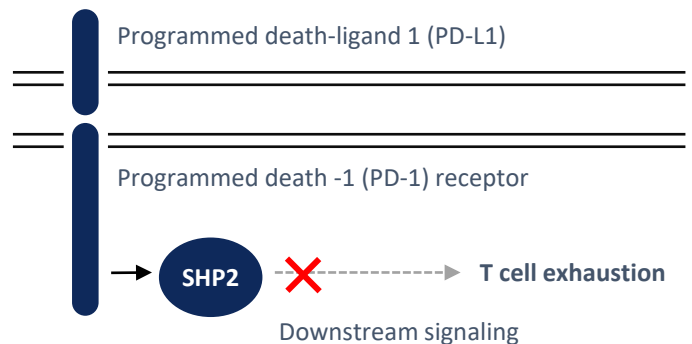 Programmed death-ligand 1 (PD-L1)
Programmed death -1 (PD-1) receptor
SHP2
T cell exhaustion
Downstream signaling